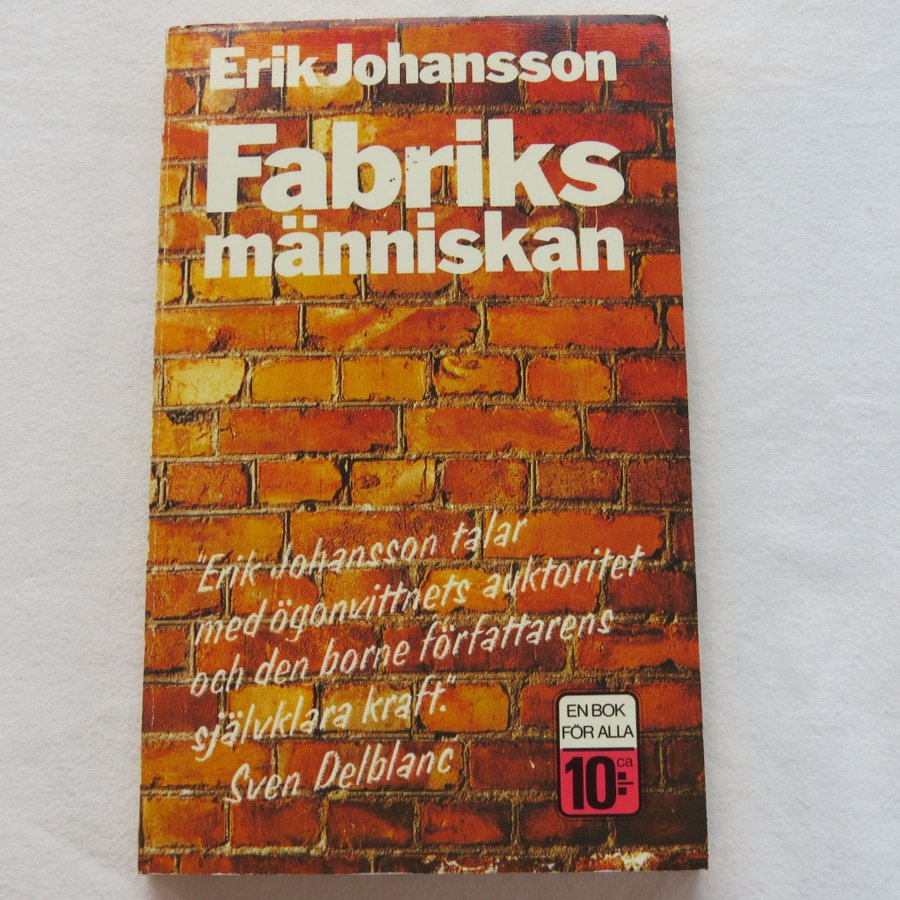 Erik Johansson
Fabriks
människan
"Erik Johansson talar
med ögonvittnets auktoritet
och den borne författarens
självklara kraft."
Sven Delblanc
EN BOK
FÖR ALLA
ca
10:-